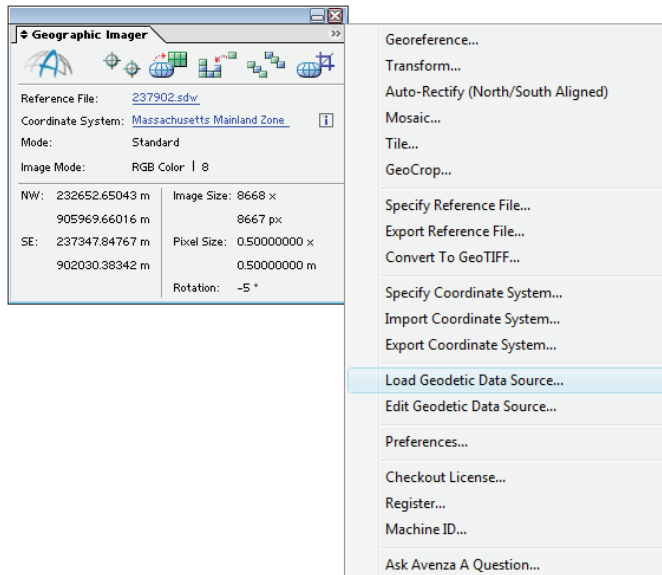 Geographic Imager
Reference File: 237902.sdw
Coordinate System: Massachusetts Mainland Zone
Mode: Standard
Image Mode: RGB Color | 8
NW: 232652.65043 m Image Size: 8668 x
905969.66016 m 8667 px
SE: 237347.84767 m Pixel Size: 0.50000000 x
902030.38342 m 0.50000000 m
Rotation: -5 °
Georeference...
Transform...
Auto-Rectify (North/South Aligned)
Mosaic...
Tile...
GeoCrop...
Specify Reference File...
Export Reference File...
Convert To GeoTIFF...
Specify Coordinate System...
Import Coordinate System...
Export Coordinate System...
Load Geodetic Data Source...
Edit Geodetic Data Source...
Preferences...
Checkout License...
Register...
Machine ID...
Ask Avenza A Question...